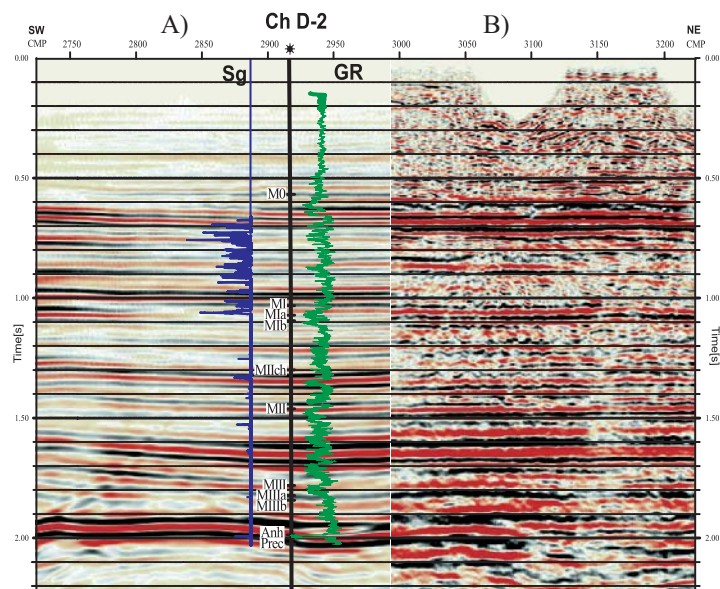 A) Ch D-2 B)
SW NE
CMP 2750 2800 2850 2900 2950 3000 3050 3100 3150 3200 CMP
0.00 0.00
Sg GR
0.50 0.50
M0
1.00 1.00
MI
MIa
MIb
Time[s] Time[s]
MIIch
MII
1.50 1.50
MIII
MIIIa
MIIIb
Anh
2.00 2.00
Prec